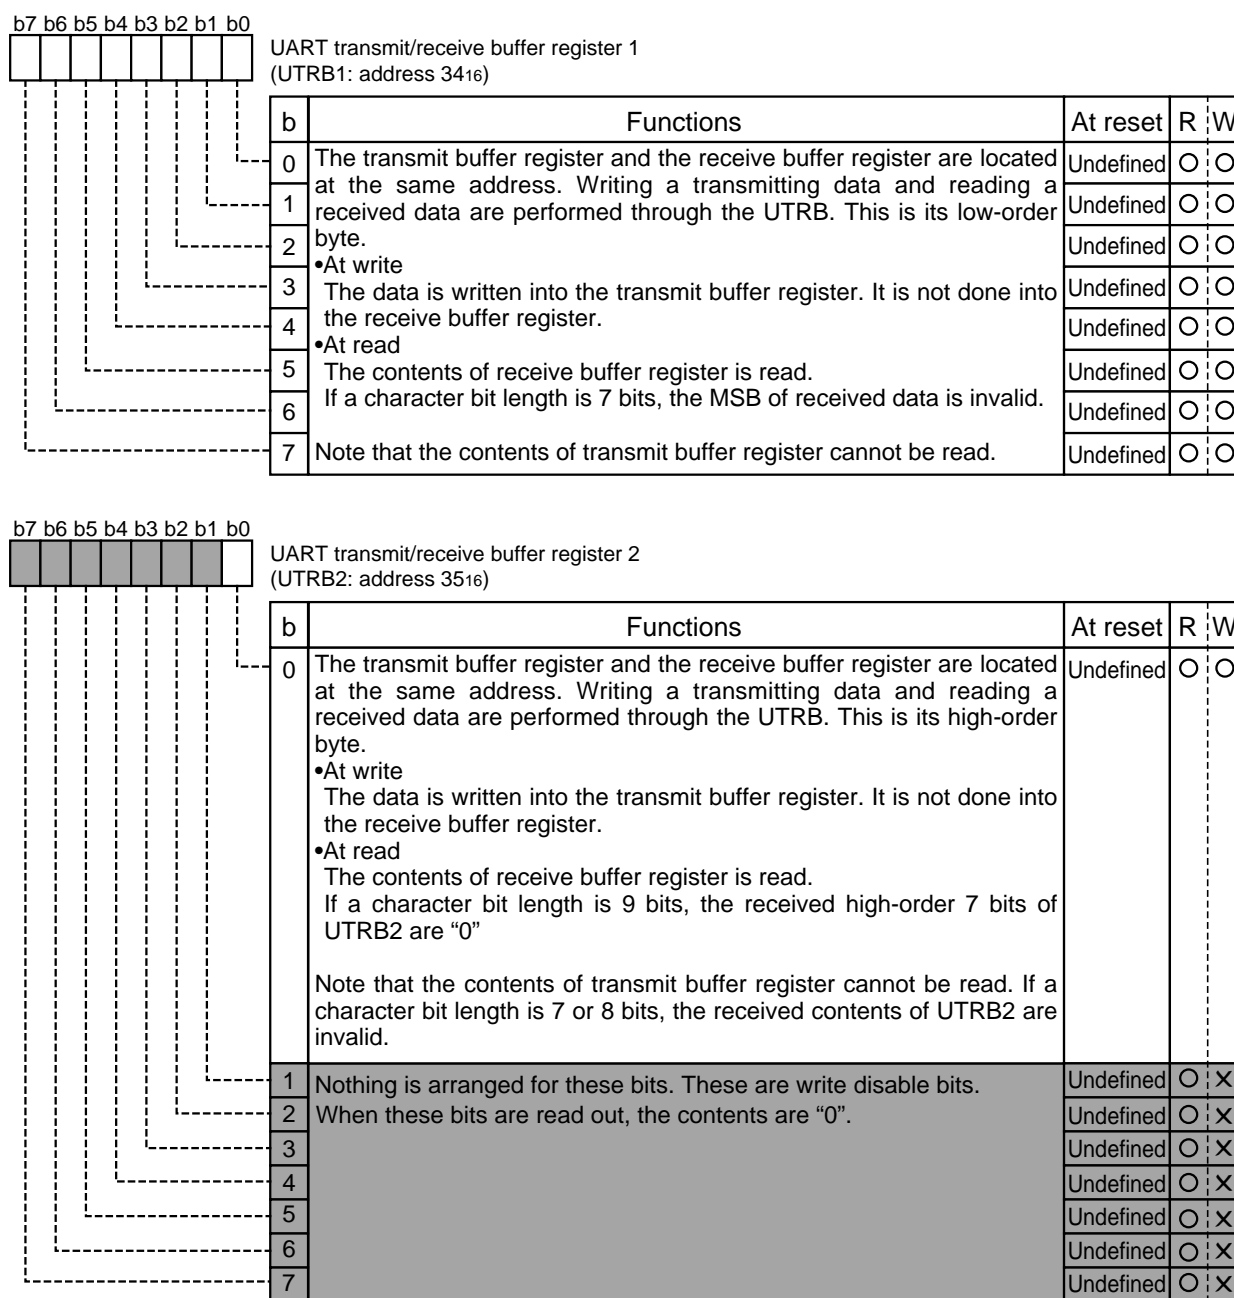 b7 b6 b5 b4 b3 b2 b1 b0
UART transmit/receive buffer register 1
(UTRB1: address 3416)
b Functions At reset R W
0 The transmit buffer register and the receive buffer register are located Undefined O O
at the same address. Writing a transmitting data and reading a
1 received data are performed through the UTRB. This is its low-order Undefined O O
2 byte. Undefined O O
•At write
3 The data is written into the transmit buffer register. It is not done into Undefined O O
4 the receive buffer register. Undefined O O
•At read
5 The contents of receive buffer register is read. Undefined O O
6 If a character bit length is 7 bits, the MSB of received data is invalid. Undefined O O
7 Note that the contents of transmit buffer register cannot be read. Undefined O O
b7 b6 b5 b4 b3 b2 b1 b0
UART transmit/receive buffer register 2
(UTRB2: address 3516)
b Functions At reset R W
0 The transmit buffer register and the receive buffer register are located Undefined O O
at the same address. Writing a transmitting data and reading a
received data are performed through the UTRB. This is its high-order
byte.
•At write
The data is written into the transmit buffer register. It is not done into
the receive buffer register.
•At read
The contents of receive buffer register is read.
If a character bit length is 9 bits, the received high-order 7 bits of
UTRB2 are “0”
Note that the contents of transmit buffer register cannot be read. If a
character bit length is 7 or 8 bits, the received contents of UTRB2 are
invalid.
1 Nothing is arranged for these bits. These are write disable bits. Undefined O X
2 When these bits are read out, the contents are “0”. Undefined O X
3 Undefined O X
4 Undefined O X
5 Undefined O X
6 Undefined O X
7 Undefined O X